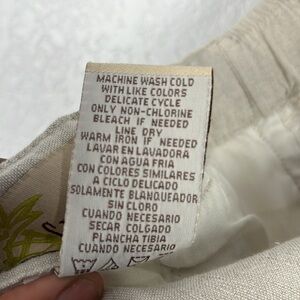 MACHINE WASH COLD
WITH LIKE COLORS
DELICATE CYCLE
ONLY NON-CHLORINE
BLEACH IF NEEDED
LINE DRY
WARM IRON IF NEEDED
LAVAR EN LAVADORA
CON AGUA FRIA
CON COLORES SIMILARES
A CICLO DELICADO
SOLAMENTE BLANQUEADOR
SIN CLORO
CUANDO NECESARIO
SECAR COLGADO
PLANCHA TIBIA
CUANDO NECESARIO